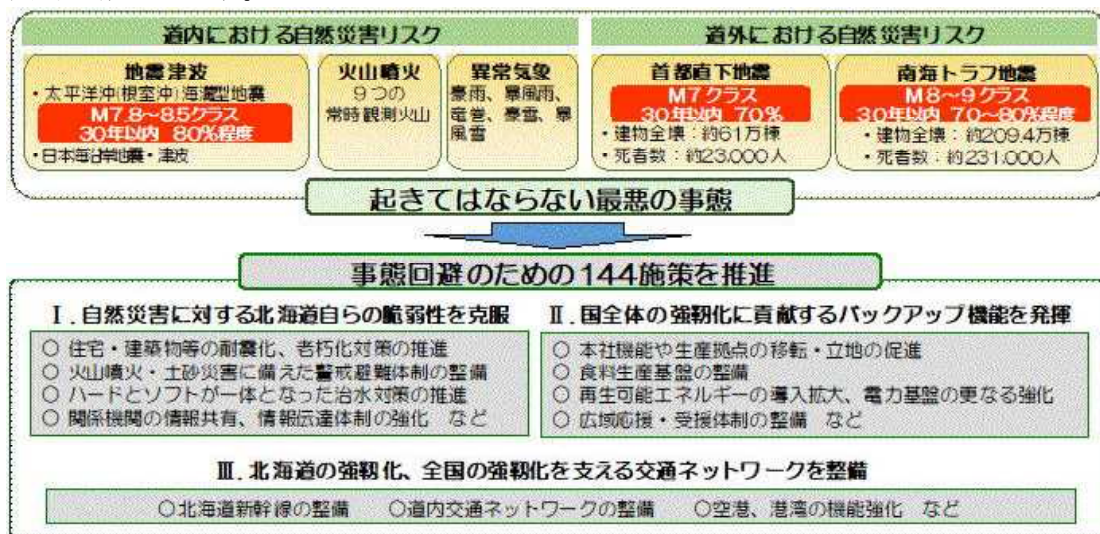 道内における自然災害リスク
地震津波
・太平洋沖(根室沖)海溝型地震
M7.8~8.5クラス
30年以内 80%程度
・日本海沿岸地震・津波
火山噴火
9つの
常時観測火山
異常気象
豪雨、暴風雨、
竜巻、豪雪、暴
風雪
道外における自然災害リスク
首都直下地震
M7クラス
30年以内 70%
・建物全壊:約61万棟
・死者数:約23,000人
南海トラフ地震
M8~9クラス
30年以内 70~80%程度
・建物全壊:約209.4万棟
・死者数:約231,000人
起きてはならない最悪の事態
事態回避のための144施策を推進
Ⅰ.自然災害に対する北海道自らの脆弱性を克服
○ 住宅・建築物等の耐震化、老朽化対策の推進
○ 火山噴火・土砂災害に備えた警戒避難体制の整備
○ ハードとソフトが一体となった治水対策の推進
○ 関係機関の情報共有、情報伝達体制の強化 など
Ⅱ.国全体の強靱化に貢献するバックアップ機能を発揮
○ 本社機能や生産拠点の移転・立地の促進
○ 食料生産基盤の整備
○ 再生可能エネルギーの導入拡大、電力基盤の更なる強化
○ 広域応援・受援体制の整備 など
Ⅲ.北海道の強靱化、全国の強靱化を支える交通ネットワークを整備
○北海道新幹線の整備 ○道内交通ネットワークの整備 ○空港、港湾の機能強化 など